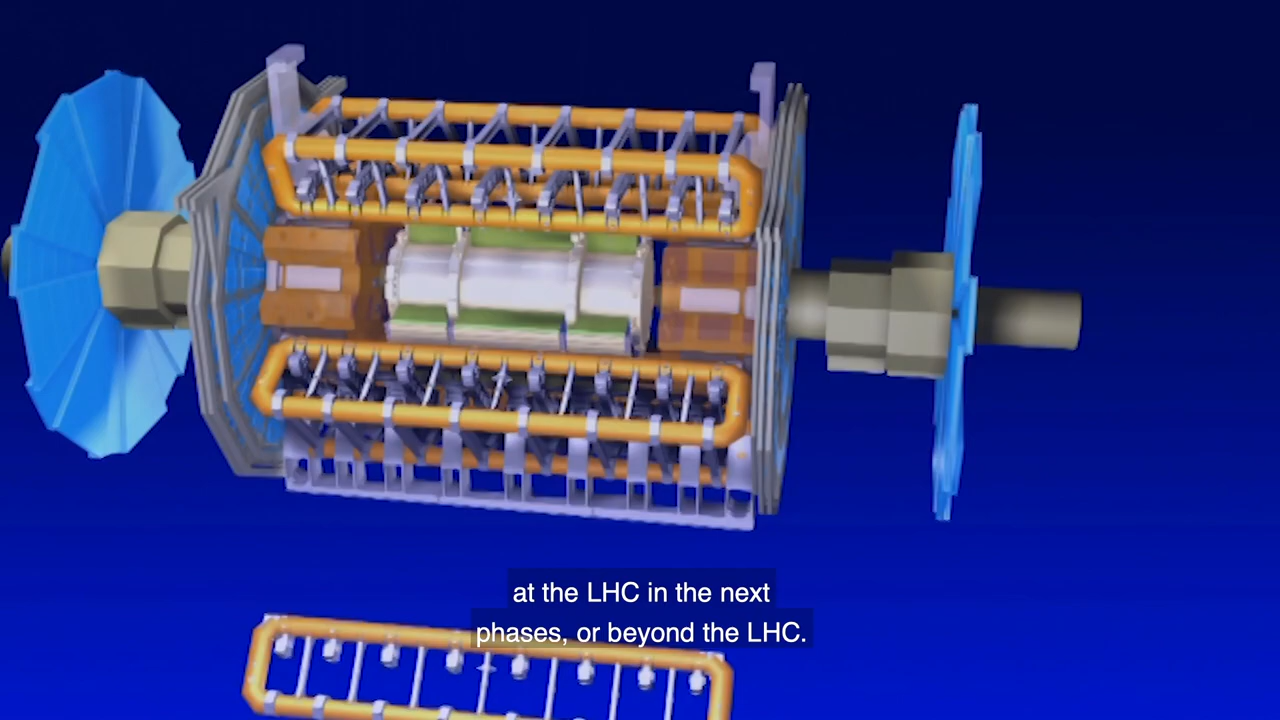 at the LHC in the next
phases, or beyond the LHC.